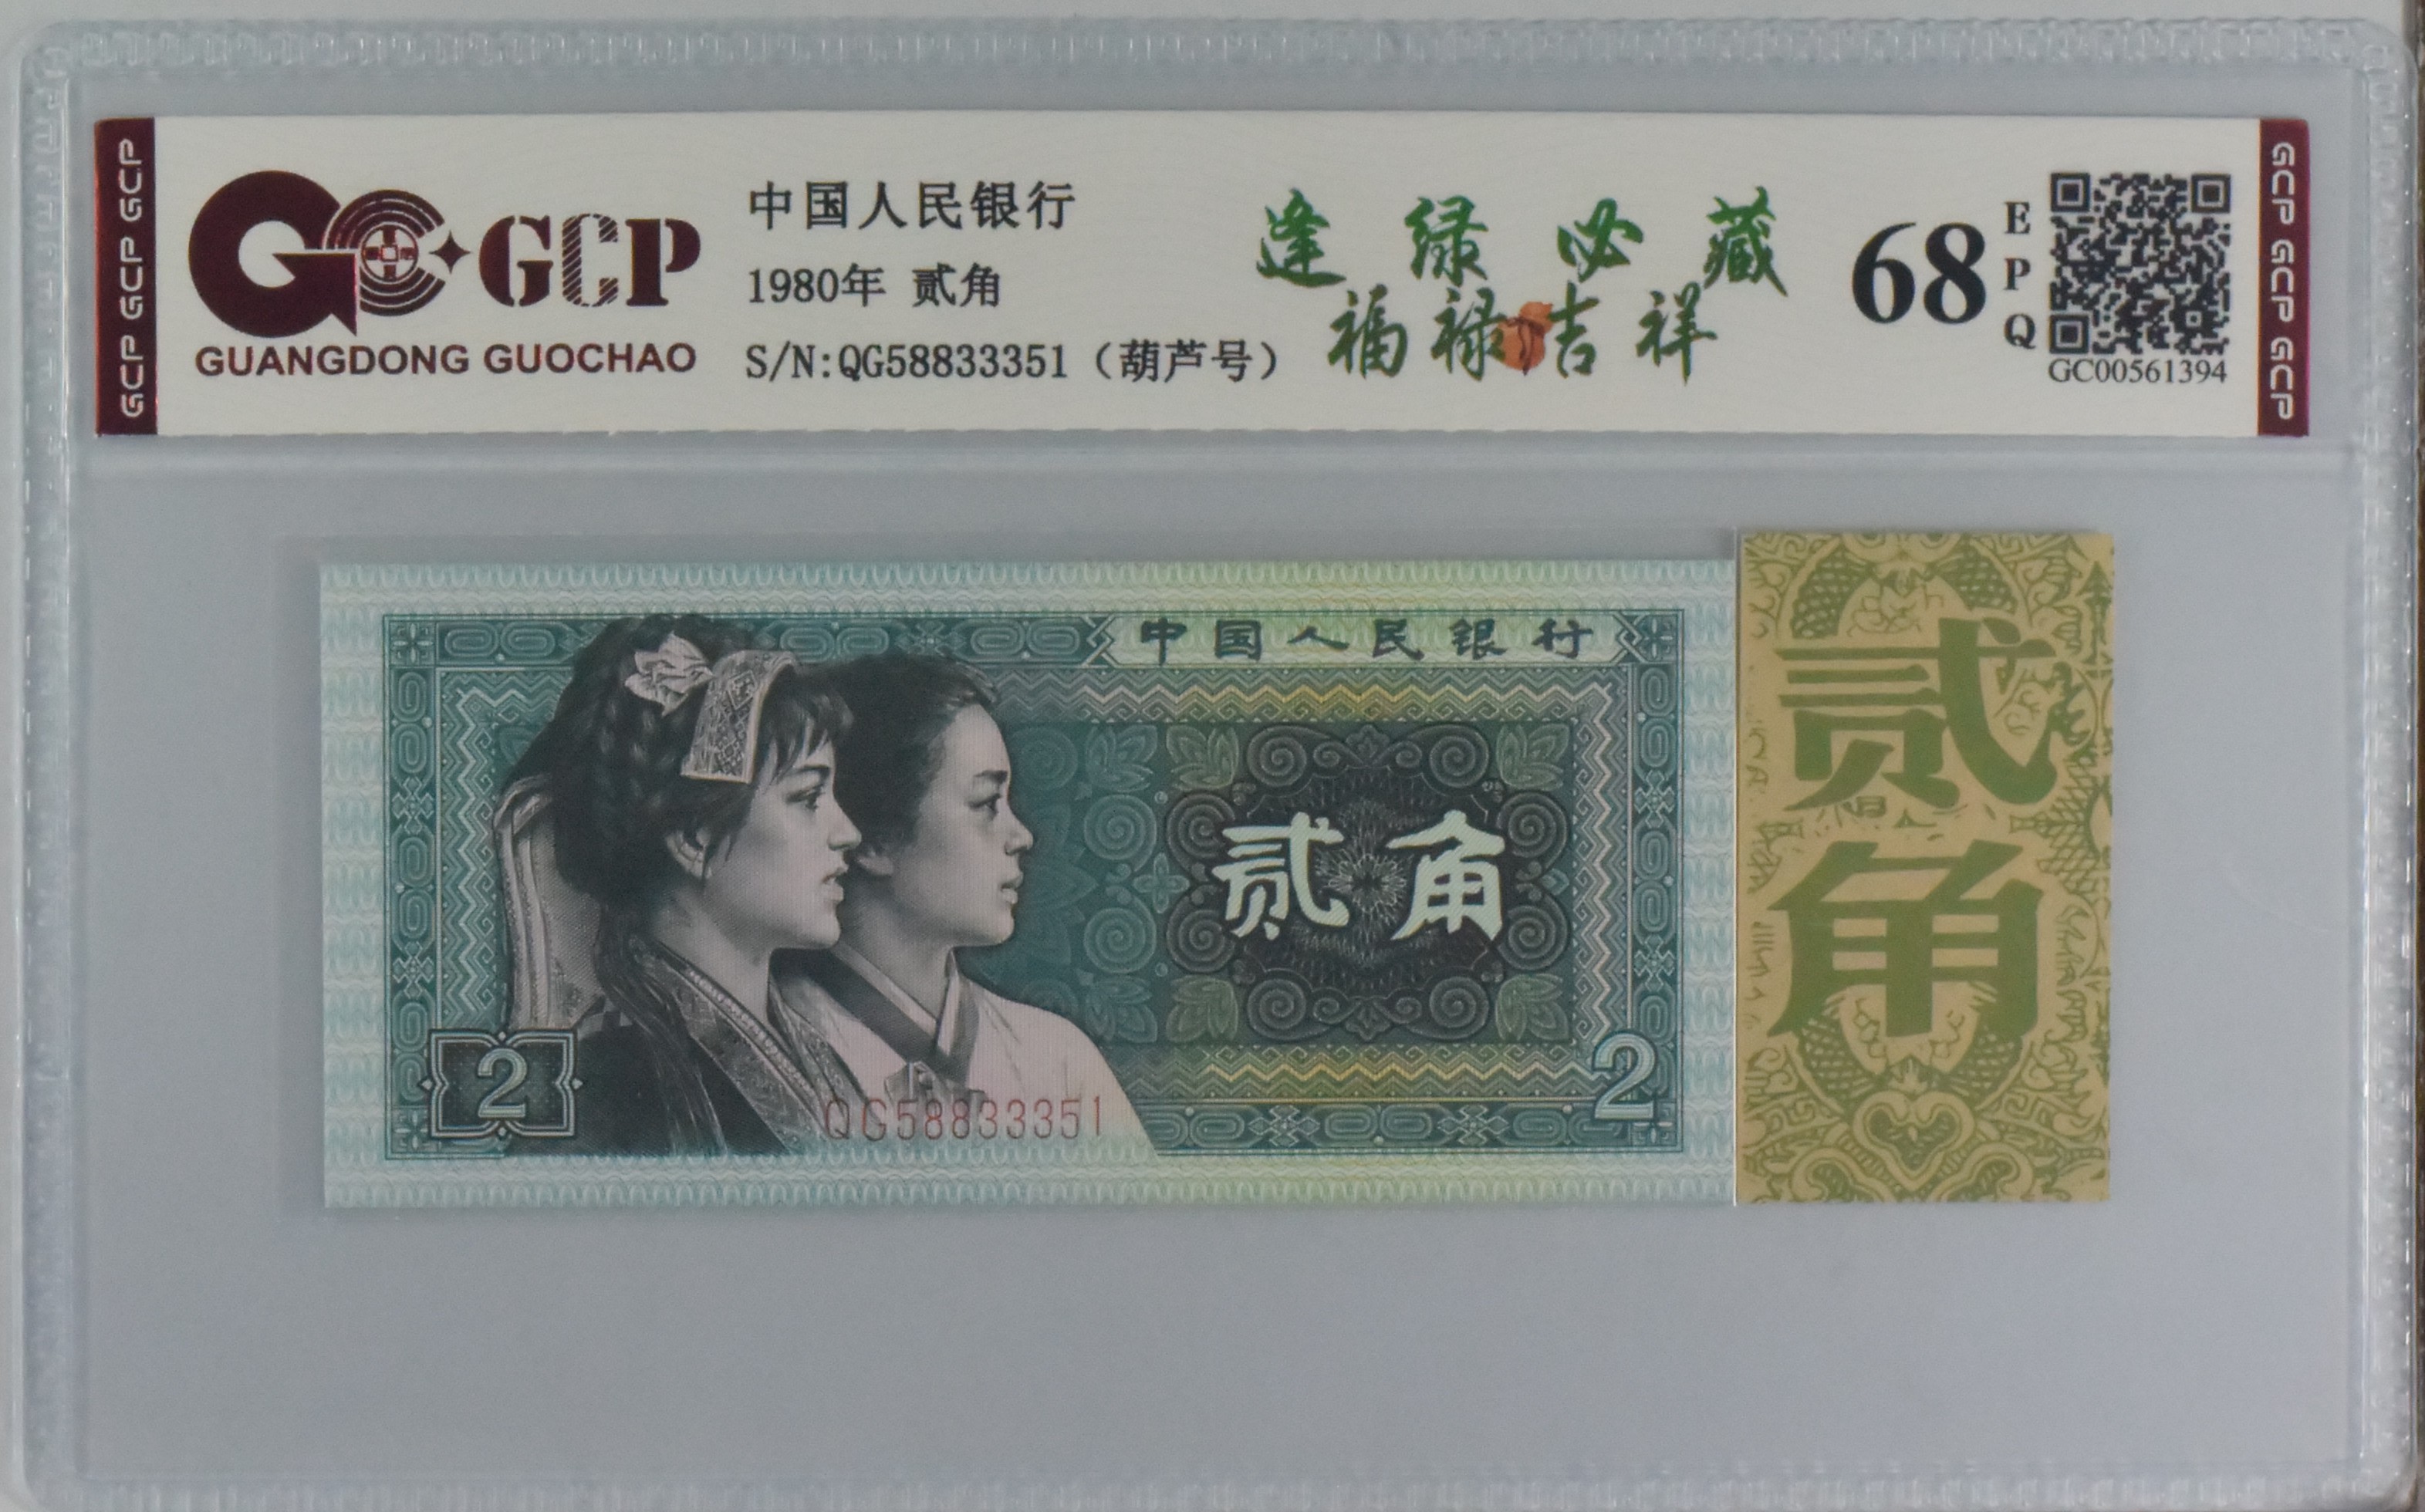 GCP GCP GCP
GC GCP
GUANGDONG GUOCHAO
中国人民银行
1980年 贰角
S/N:QG58833351（葫芦号）
逢绿必藏
福禄吉祥
68
EPQ
GC00561394
GCP GCP GCP
中国人民银行
贰角
2
2
QG58833351
贰角